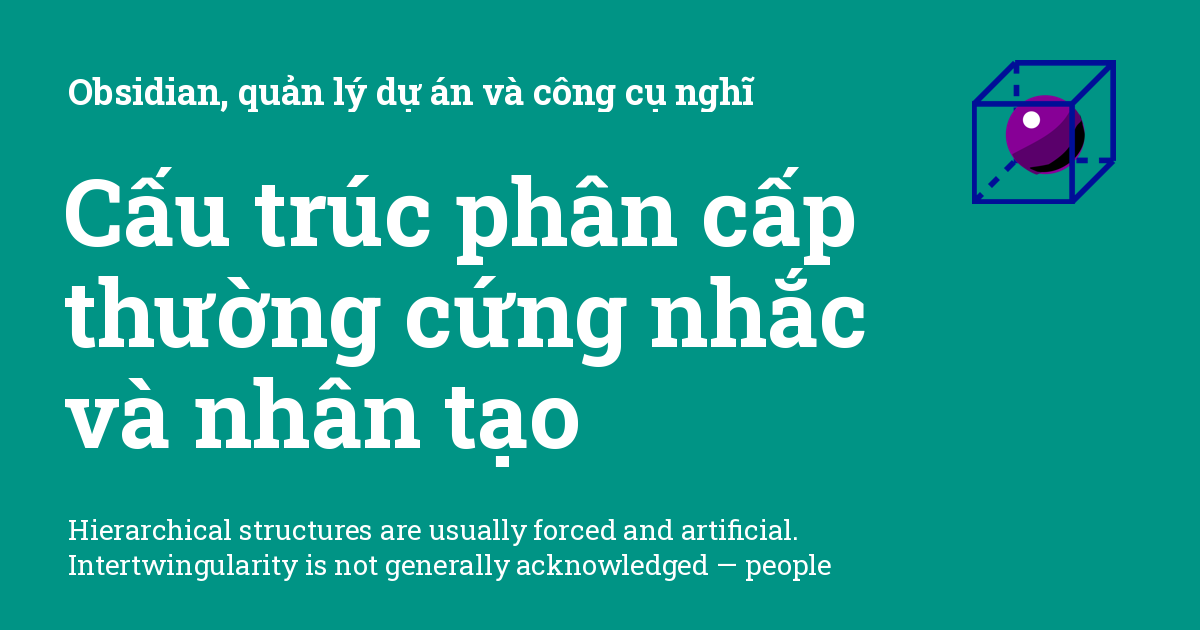 Obsidian, quản lý dự án và công cụ nghĩ
Cấu trúc phân cấp
thường cứng nhắc
và nhân tạo
Hierarchical structures are usually forced and artificial.
Intertwingularity is not generally acknowledged — people